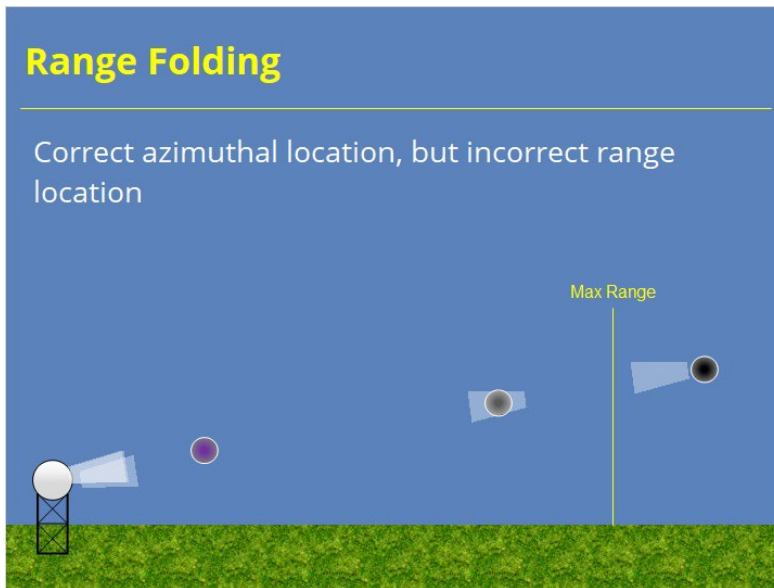 Range Folding
Correct azimuthal location, but incorrect range
location
Max Range